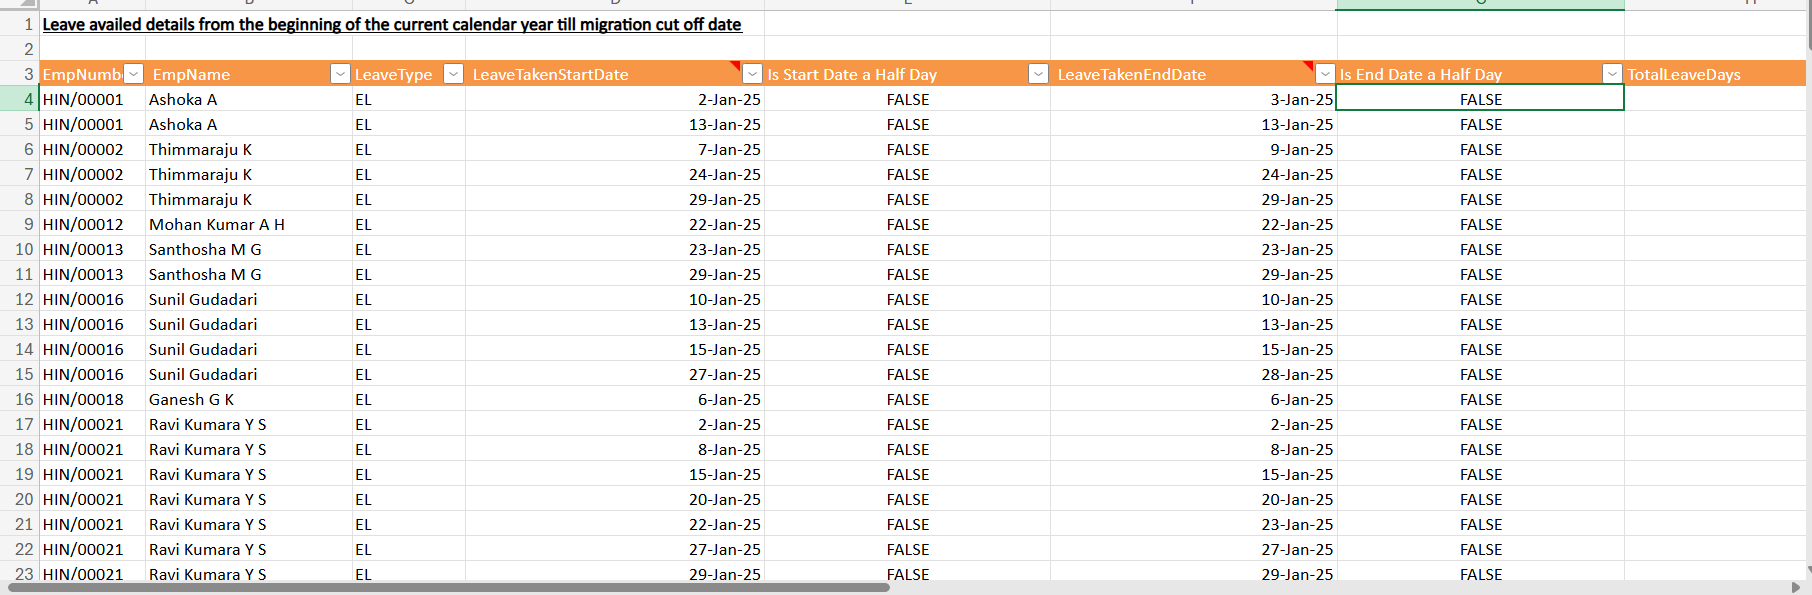 Leave availed details from the beginning of the current calendar year till migration cut off date
EmpNumb EmpName LeaveType LeaveTakenStartDate Is Start Date a Half Day LeaveTakenEndDate Is End Date a Half Day TotalLeaveDays
1
2
3
4 HIN/00001 Ashoka A EL 2-Jan-25 FALSE 3-Jan-25 FALSE
5 HIN/00001 Ashoka A EL 13-Jan-25 FALSE 13-Jan-25 FALSE
6 HIN/00002 Thimmaraju K EL 7-Jan-25 FALSE 9-Jan-25 FALSE
7 HIN/00002 Thimmaraju K EL 24-Jan-25 FALSE 24-Jan-25 FALSE
8 HIN/00002 Thimmaraju K EL 29-Jan-25 FALSE 29-Jan-25 FALSE
9 HIN/00012 Mohan Kumar A H EL 22-Jan-25 FALSE 22-Jan-25 FALSE
10 HIN/00013 Santhosha M G EL 23-Jan-25 FALSE 23-Jan-25 FALSE
11 HIN/00013 Santhosha M G EL 29-Jan-25 FALSE 29-Jan-25 FALSE
12 HIN/00016 Sunil Gudadari EL 10-Jan-25 FALSE 10-Jan-25 FALSE
13 HIN/00016 Sunil Gudadari EL 13-Jan-25 FALSE 13-Jan-25 FALSE
14 HIN/00016 Sunil Gudadari EL 15-Jan-25 FALSE 15-Jan-25 FALSE
15 HIN/00016 Sunil Gudadari EL 27-Jan-25 FALSE 28-Jan-25 FALSE
16 HIN/00018 Ganesh G K EL 6-Jan-25 FALSE 6-Jan-25 FALSE
17 HIN/00021 Ravi Kumara Y S EL 2-Jan-25 FALSE 2-Jan-25 FALSE
18 HIN/00021 Ravi Kumara Y S EL 8-Jan-25 FALSE 8-Jan-25 FALSE
19 HIN/00021 Ravi Kumara Y S EL 15-Jan-25 FALSE 15-Jan-25 FALSE
20 HIN/00021 Ravi Kumara Y S EL 20-Jan-25 FALSE 20-Jan-25 FALSE
21 HIN/00021 Ravi Kumara Y S EL 22-Jan-25 FALSE 23-Jan-25 FALSE
22 HIN/00021 Ravi Kumara Y S EL 27-Jan-25 FALSE 27-Jan-25 FALSE
23 HIN/00021 Ravi Kumara Y S EL 29-Jan-25 FALSE 29-Jan-25 FALSE